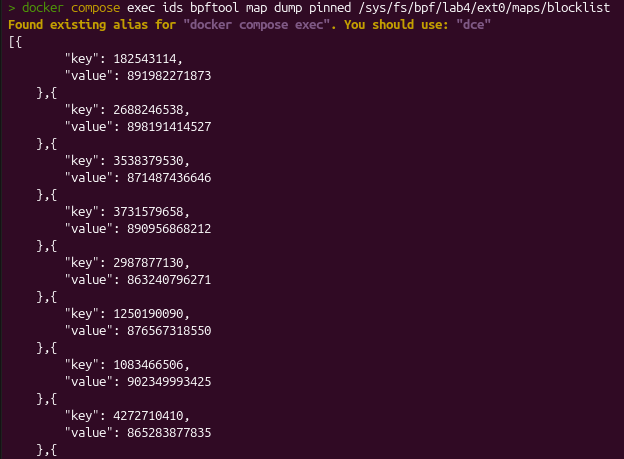 > docker compose exec ids bpftool map dump pinned /sys/fs/bpf/lab4/ext0/maps/blocklist
Found existing alias for "docker compose exec". You should use: "dce"
[{
        "key": 182543114,
        "value": 891982271873
    },{
        "key": 2688246538,
        "value": 898191414527
    },{
        "key": 3538379530,
        "value": 871487436646
    },{
        "key": 3731579658,
        "value": 890956868212
    },{
        "key": 2987877130,
        "value": 863240796271
    },{
        "key": 1250190090,
        "value": 876567318550
    },{
        "key": 1083466506,
        "value": 902349993425
    },{
        "key": 4272710410,
        "value": 865283877835
    },{